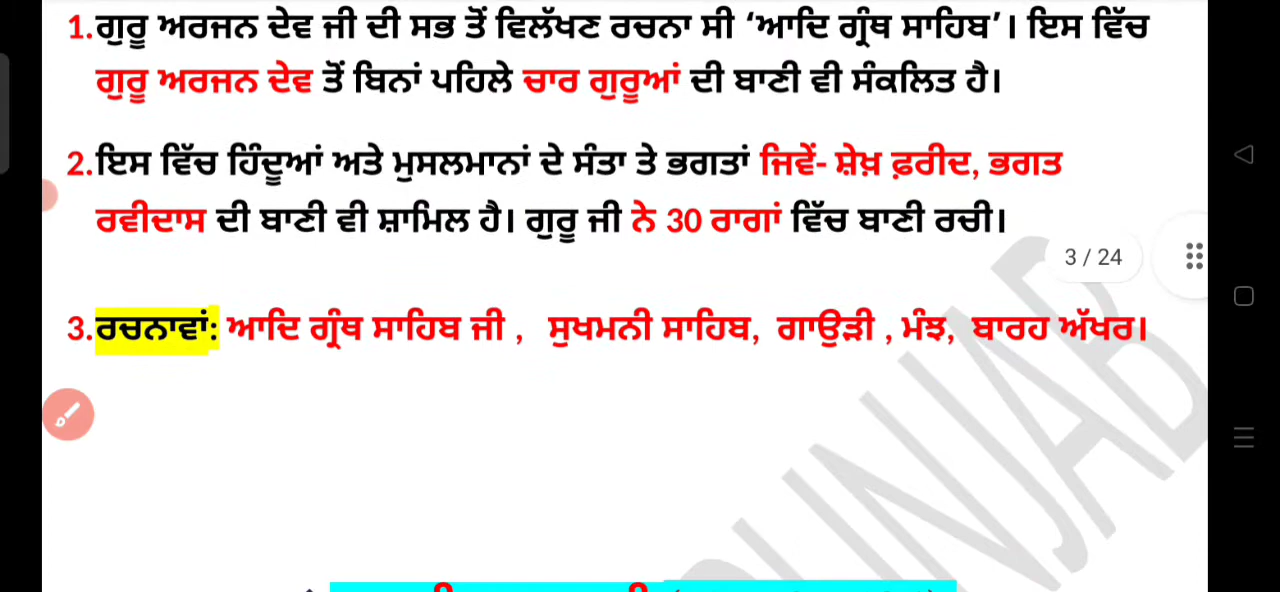 1.ਗੁਰੂ ਅਰਜਨ ਦੇਵ ਜੀ ਦੀ ਸਭ ਤੋਂ ਵਿਲੱਖਣ ਰਚਨਾ ਸੀ ‘ਆਦਿ ਗ੍ਰੰਥ ਸਾਹਿਬ’। ਇਸ ਵਿੱਚ
ਗੁਰੂ ਅਰਜਨ ਦੇਵ ਤੋਂ ਬਿਨਾਂ ਪਹਿਲੇ ਚਾਰ ਗੁਰੂਆਂ ਦੀ ਬਾਣੀ ਵੀ ਸੰਕਲਿਤ ਹੈ।
2.ਇਸ ਵਿੱਚ ਹਿੰਦੂਆਂ ਅਤੇ ਮੁਸਲਮਾਨਾਂ ਦੇ ਸੰਤਾ ਤੇ ਭਗਤਾਂ ਜਿਵੇਂ- ਸ਼ੇਖ਼ ਫ਼ਰੀਦ, ਭਗਤ
ਰਵੀਦਾਸ ਦੀ ਬਾਣੀ ਵੀ ਸ਼ਾਮਿਲ ਹੈ। ਗੁਰੂ ਜੀ ਨੇ 30 ਰਾਗਾਂ ਵਿੱਚ ਬਾਣੀ ਰਚੀ।
3 / 24
3.ਰਚਨਾਵਾਂ: ਆਦਿ ਗ੍ਰੰਥ ਸਾਹਿਬ ਜੀ , ਸੁਖਮਨੀ ਸਾਹਿਬ, ਗਾਉੜੀ , ਮੰਝ, ਬਾਰਹ ਅੱਖਰ।
PUNJAB